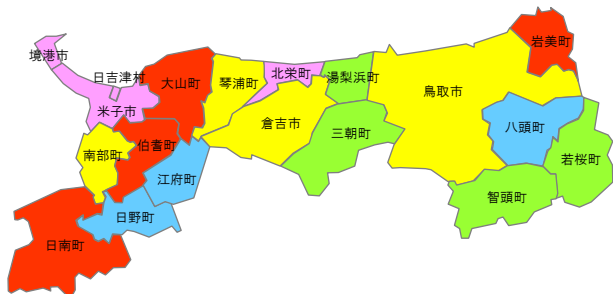 岩美町
境港市
日吉津村
大山町
琴浦町
北栄町
湯梨浜町
鳥取市
米子市
倉吉市
三朝町
八頭町
伯耆町
南部町
江府町
若桜町
智頭町
日野町
日南町